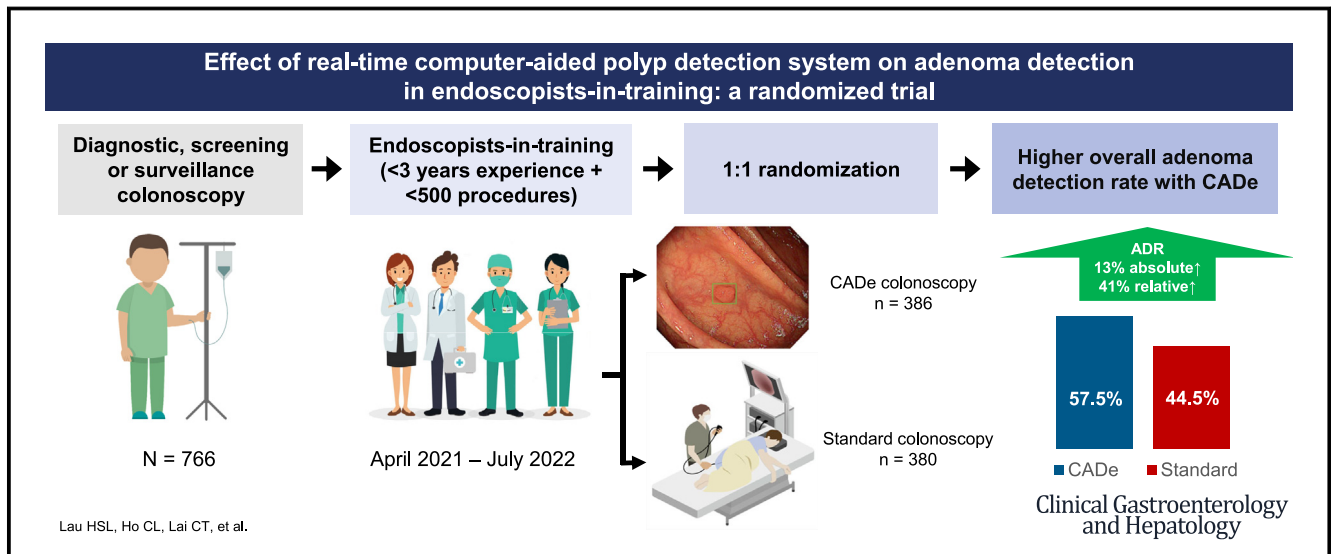 Effect of real-time computer-aided polyp detection system on adenoma detection
in endoscopists-in-training: a randomized trial
Diagnostic, screening
or surveillance
colonoscopy
Endoscopists-in-training
(<3 years experience +
<500 procedures)
1:1 randomization
Higher overall adenoma
detection rate with CADe
N = 766
April 2021 – July 2022
CADe colonoscopy
n = 386
Standard colonoscopy
n = 380
ADR
13% absolute↑
41% relative↑
57.5%
44.5%
CADe
Standard
Lau HSL, Ho CL, Lai CT, et al.
Clinical Gastroenterology
and Hepatology